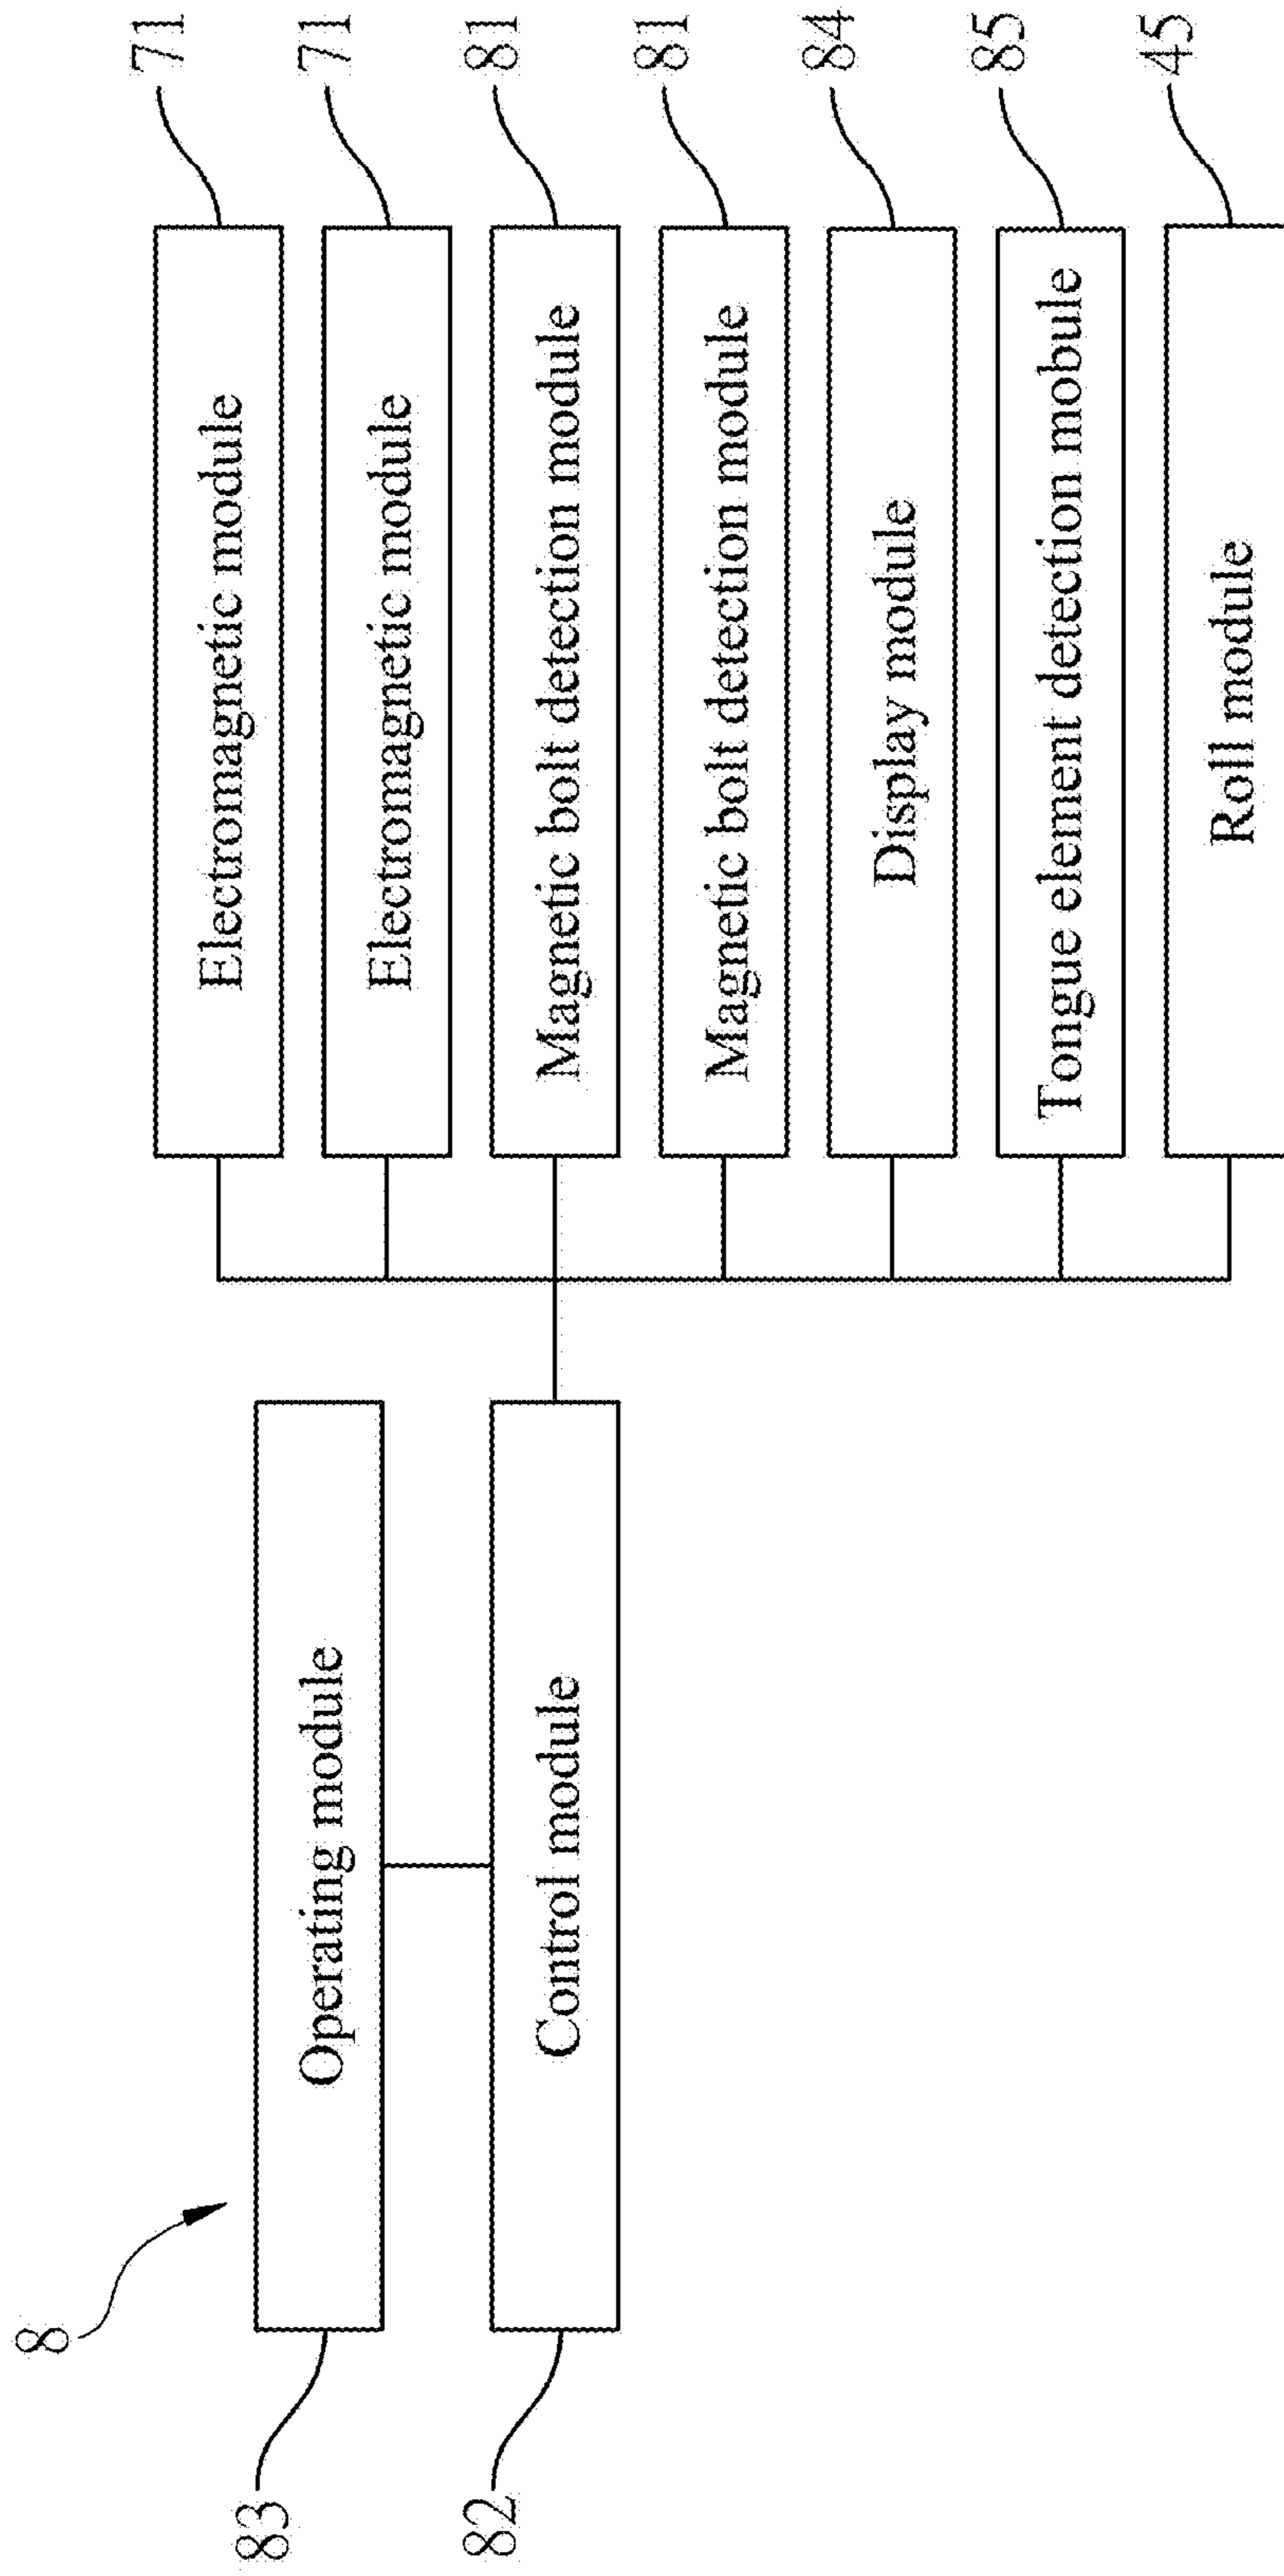 8
83
Operating module
82
Control module
Electromagnetic module
71
Electromagnetic module
71
Magnetic bolt detection module
81
Magnetic bolt detection module
81
Display module
84
Tongue element detection mobule
85
Roll module
45